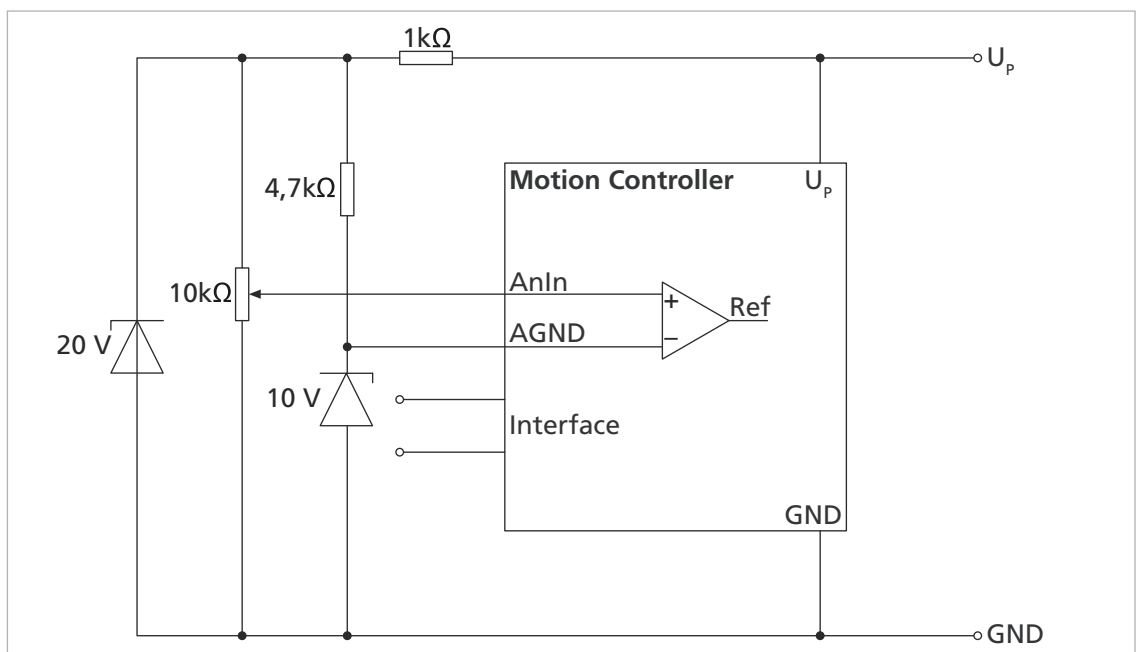 1kΩ
U_P
4,7kΩ
Motion Controller
U_P
AnIn
10kΩ
+
Ref
AGND
−
20 V
10 V
Interface
GND
GND